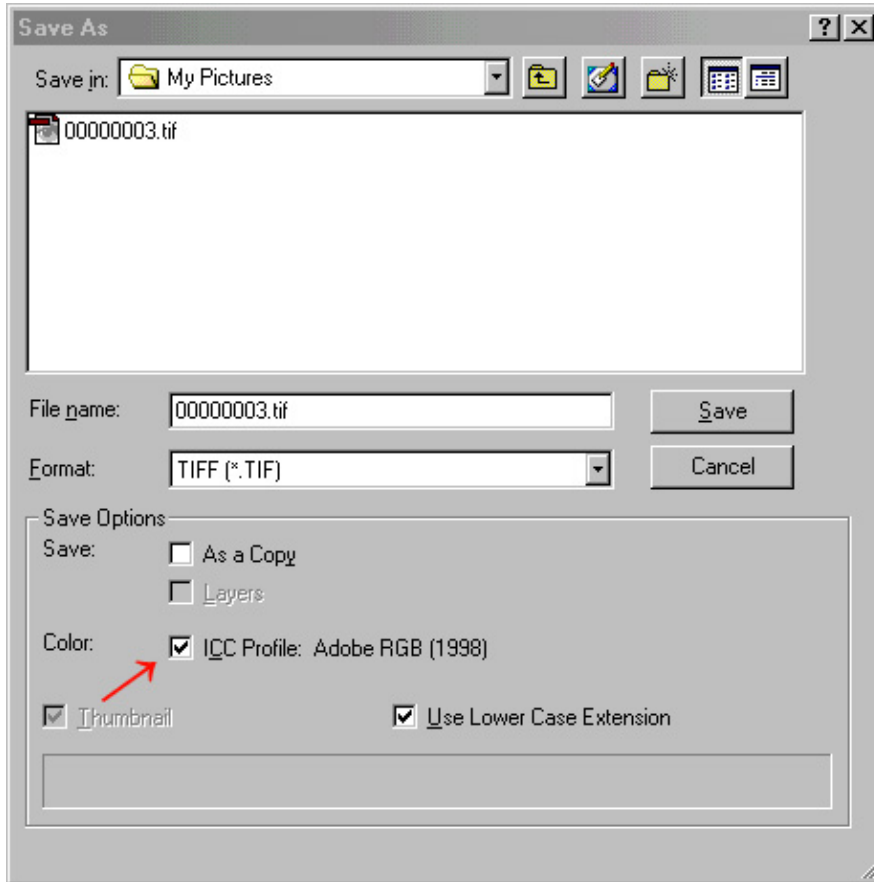 Save As
Save in: My Pictures
00000003.tif
File name: 00000003.tif Save
Format: TIFF (*.TIF) Cancel
Save Options
Save: As a Copy
Layers
Color: ICC Profile: Adobe RGB (1998)
Thumbnail Use Lower Case Extension